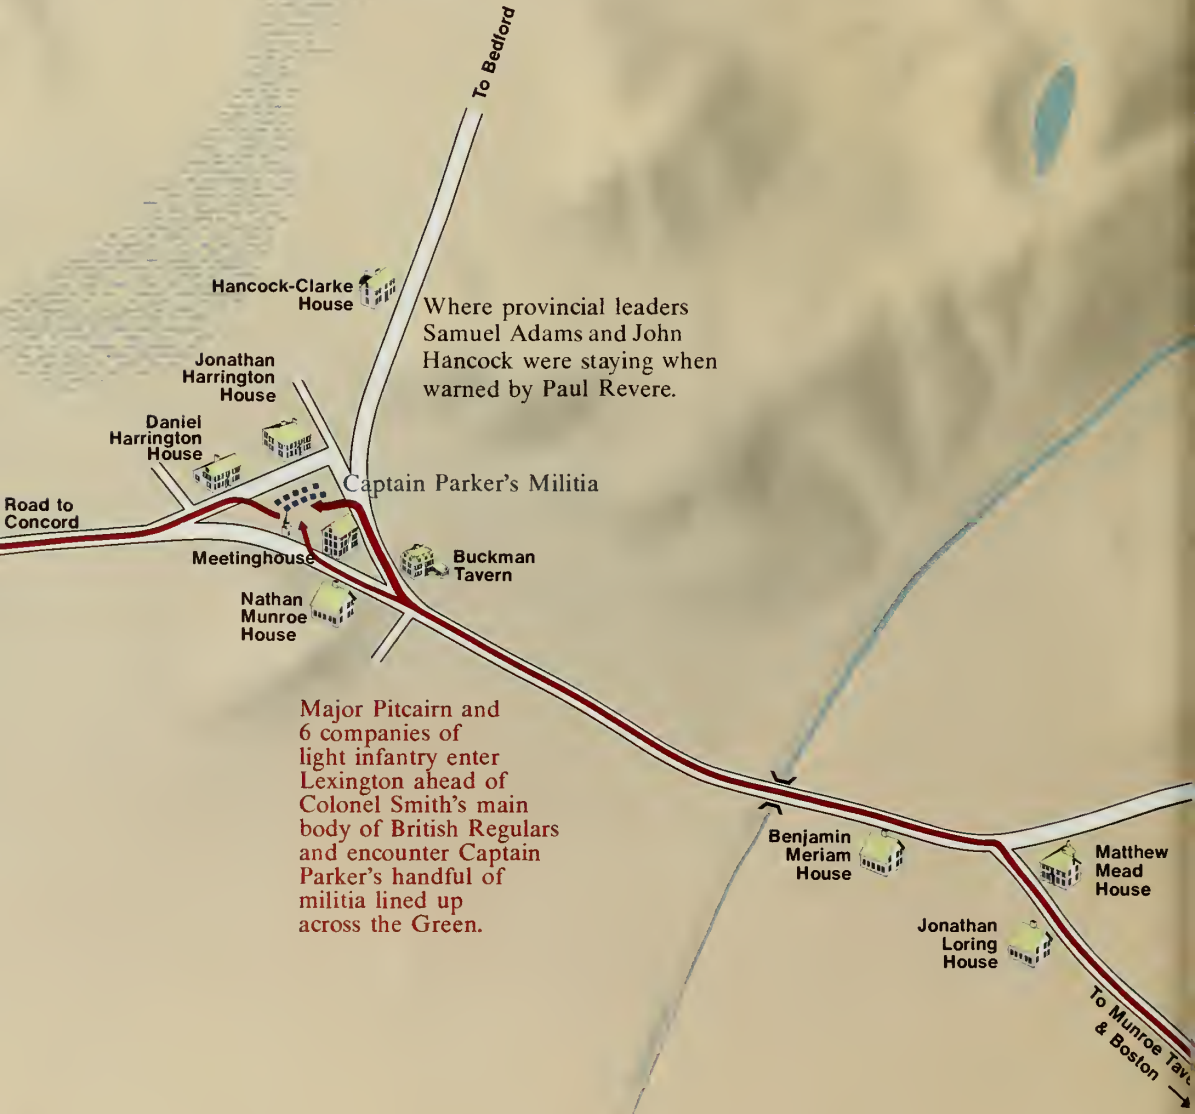 To Bedford
Hancock-Clarke
House
Where provincial leaders
Samuel Adams and John
Hancock were staying when
warned by Paul Revere.
Jonathan
Harrington
House
Daniel
Harrington
House
Captain Parker's Militia
Road to
Concord
Meetinghouse
Buckman
Tavern
Nathan
Munroe
House
Major Pitcairn and
6 companies of
light infantry enter
Lexington ahead of
Colonel Smith's main
body of British Regulars
and encounter Captain
Parker's handful of
militia lined up
across the Green.
Benjamin
Meriam
House
Matthew
Mead
House
Jonathan
Loring
House
To Munroe
& Boston